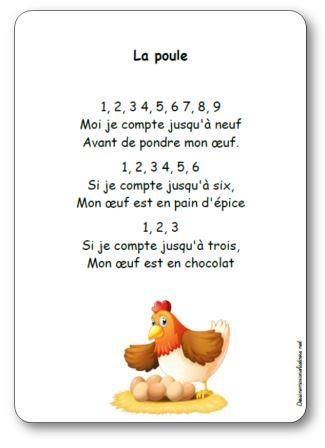 La poule
1, 2, 3 4, 5, 6 7, 8, 9
Moi je compte jusqu'à neuf
Avant de pondre mon œuf.
1, 2, 3 4, 5, 6
Si je compte jusqu'à six,
Mon œuf est en pain d'épice
1, 2, 3
Si je compte jusqu'à trois,
Mon œuf est en chocolat